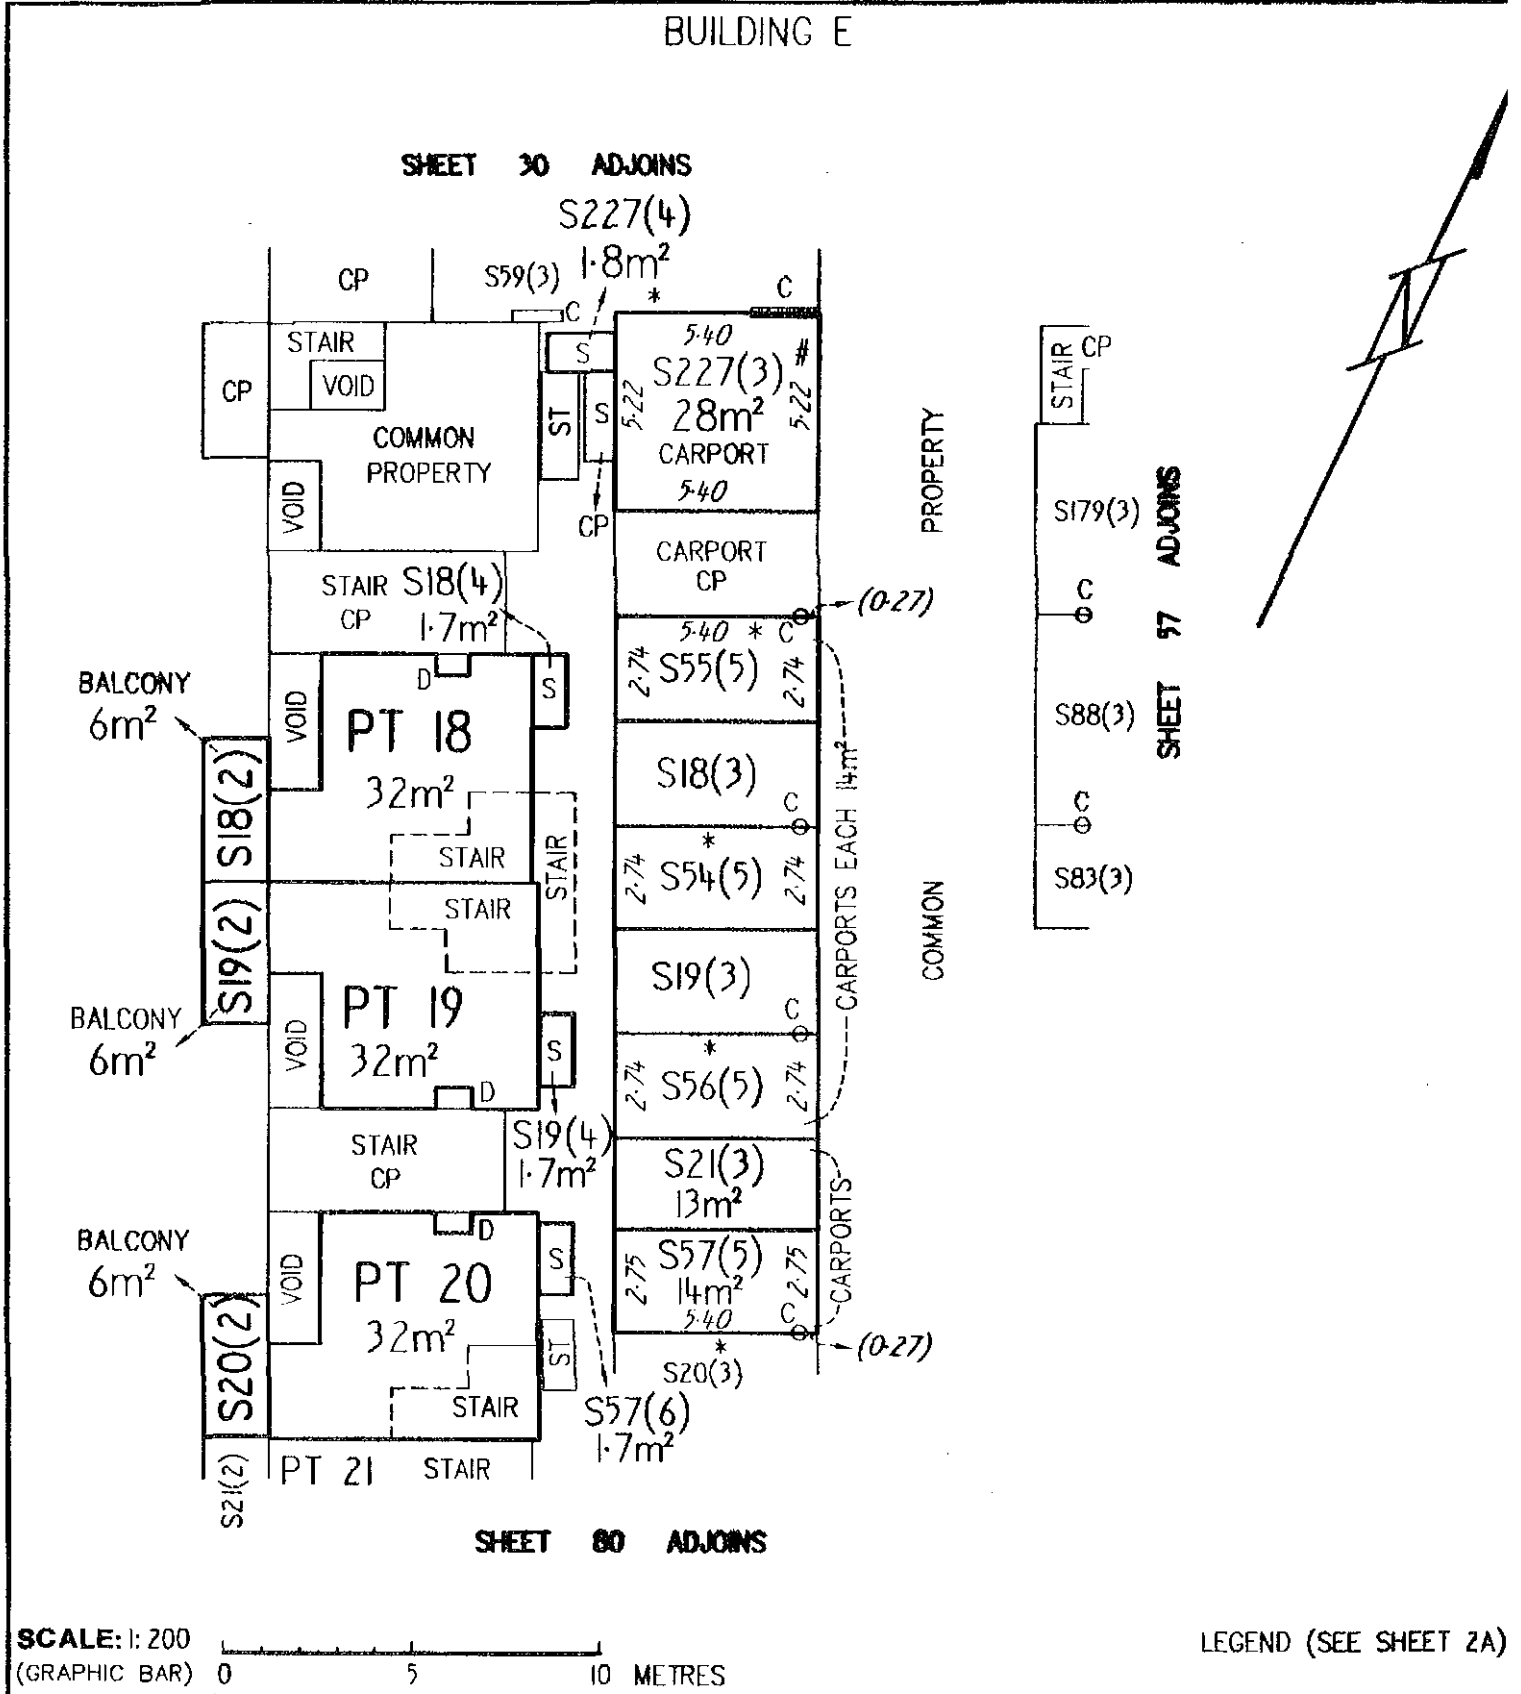 BUILDING E
SHEET 30 ADJOINS
S227(4)
1·8m²
*
CP
S59(3)
C
C
STAIR
VOID
CP
COMMON
PROPERTY
VOID
S
ST
S
CP
5·40
#
S227(3)
5·22
5·22
28m²
CARPORT
5·40
CARPORT
CP
STAIR
CP
S18(4)
1·7m²
(0·27)
5·40 * C
S55(5)
2·74
2·74
S18(3)
C
*
S54(5)
2·74
2·74
S19(3)
C
*
S56(5)
2·74
2·74
CARPORTS EACH 14m²
S21(3)
13m²
S57(5)
14m²
2·75
2·75
5·40
C
CARPORTS
(0·27)
*
S20(3)
BALCONY
6m²
S18(2)
VOID
D
S
PT 18
32m²
STAIR
STAIR
S19(2)
BALCONY
6m²
STAIR
PT 19
32m²
VOID
D
S
S19(4)
1·7m²
STAIR
CP
BALCONY
6m²
S20(2)
VOID
D
S
PT 20
32m²
ST
STAIR
S57(6)
1·7m²
S21(2)
PT 21
STAIR
PROPERTY
COMMON
STAIR
CP
S179(3)
C
S88(3)
C
S83(3)
SHEET 57 ADJOINS
SHEET 80 ADJOINS
SCALE: 1: 200
(GRAPHIC BAR)
0 5 10 METRES
LEGEND (SEE SHEET 2A)